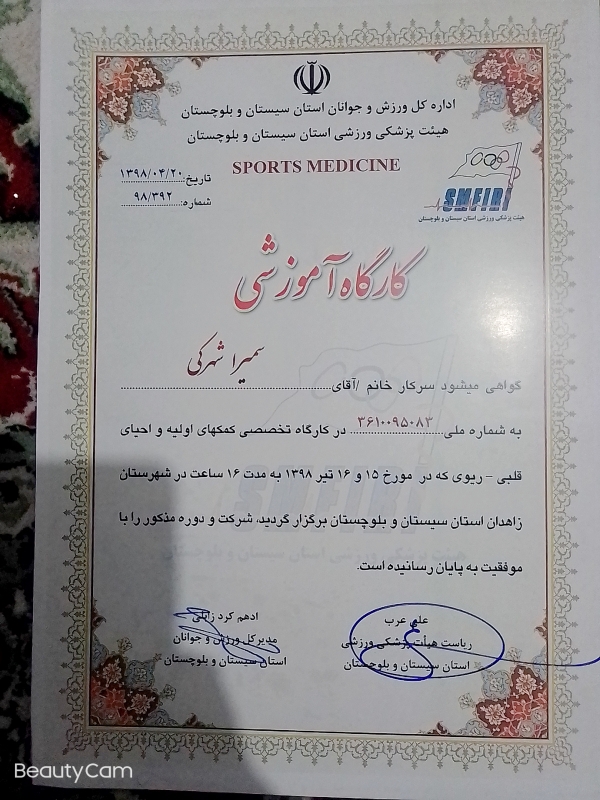 اداره کل ورزش و جوانان استان سیستان و بلوچستان
هیئت پزشکی ورزشی استان سیستان و بلوچستان
SPORTS MEDICINE
تاریخ: ۱۳۹۸/۰۴/۲۰
شماره: ۹۸/۳۹۲
SMFIRI
هیئت پزشکی ورزشی استان سیستان و بلوچستان
کارگاه آموزشی
سمیرا شهرکی
گواهی میشود سرکار خانم /آقای
به شماره ملی ۳۶۱۰۰۹۵۰۸۳ در کارگاه تخصصی کمکهای اولیه و احیای
قلبی – ریوی که در مورخ ۱۵ و ۱۶ تیر ۱۳۹۸ به مدت ۱۶ ساعت در شهرستان
زاهدان استان سیستان و بلوچستان برگزار گردید، شرکت و دوره مذکور را با
موفقیت به پایان رسانیده است.
علی عرب
ریاست هیأت پزشکی ورزشی
استان سیستان و بلوچستان
ادهم کرد زابلی
مدیرکل ورزش و جوانان
استان سیستان و بلوچستان
BeautyCam